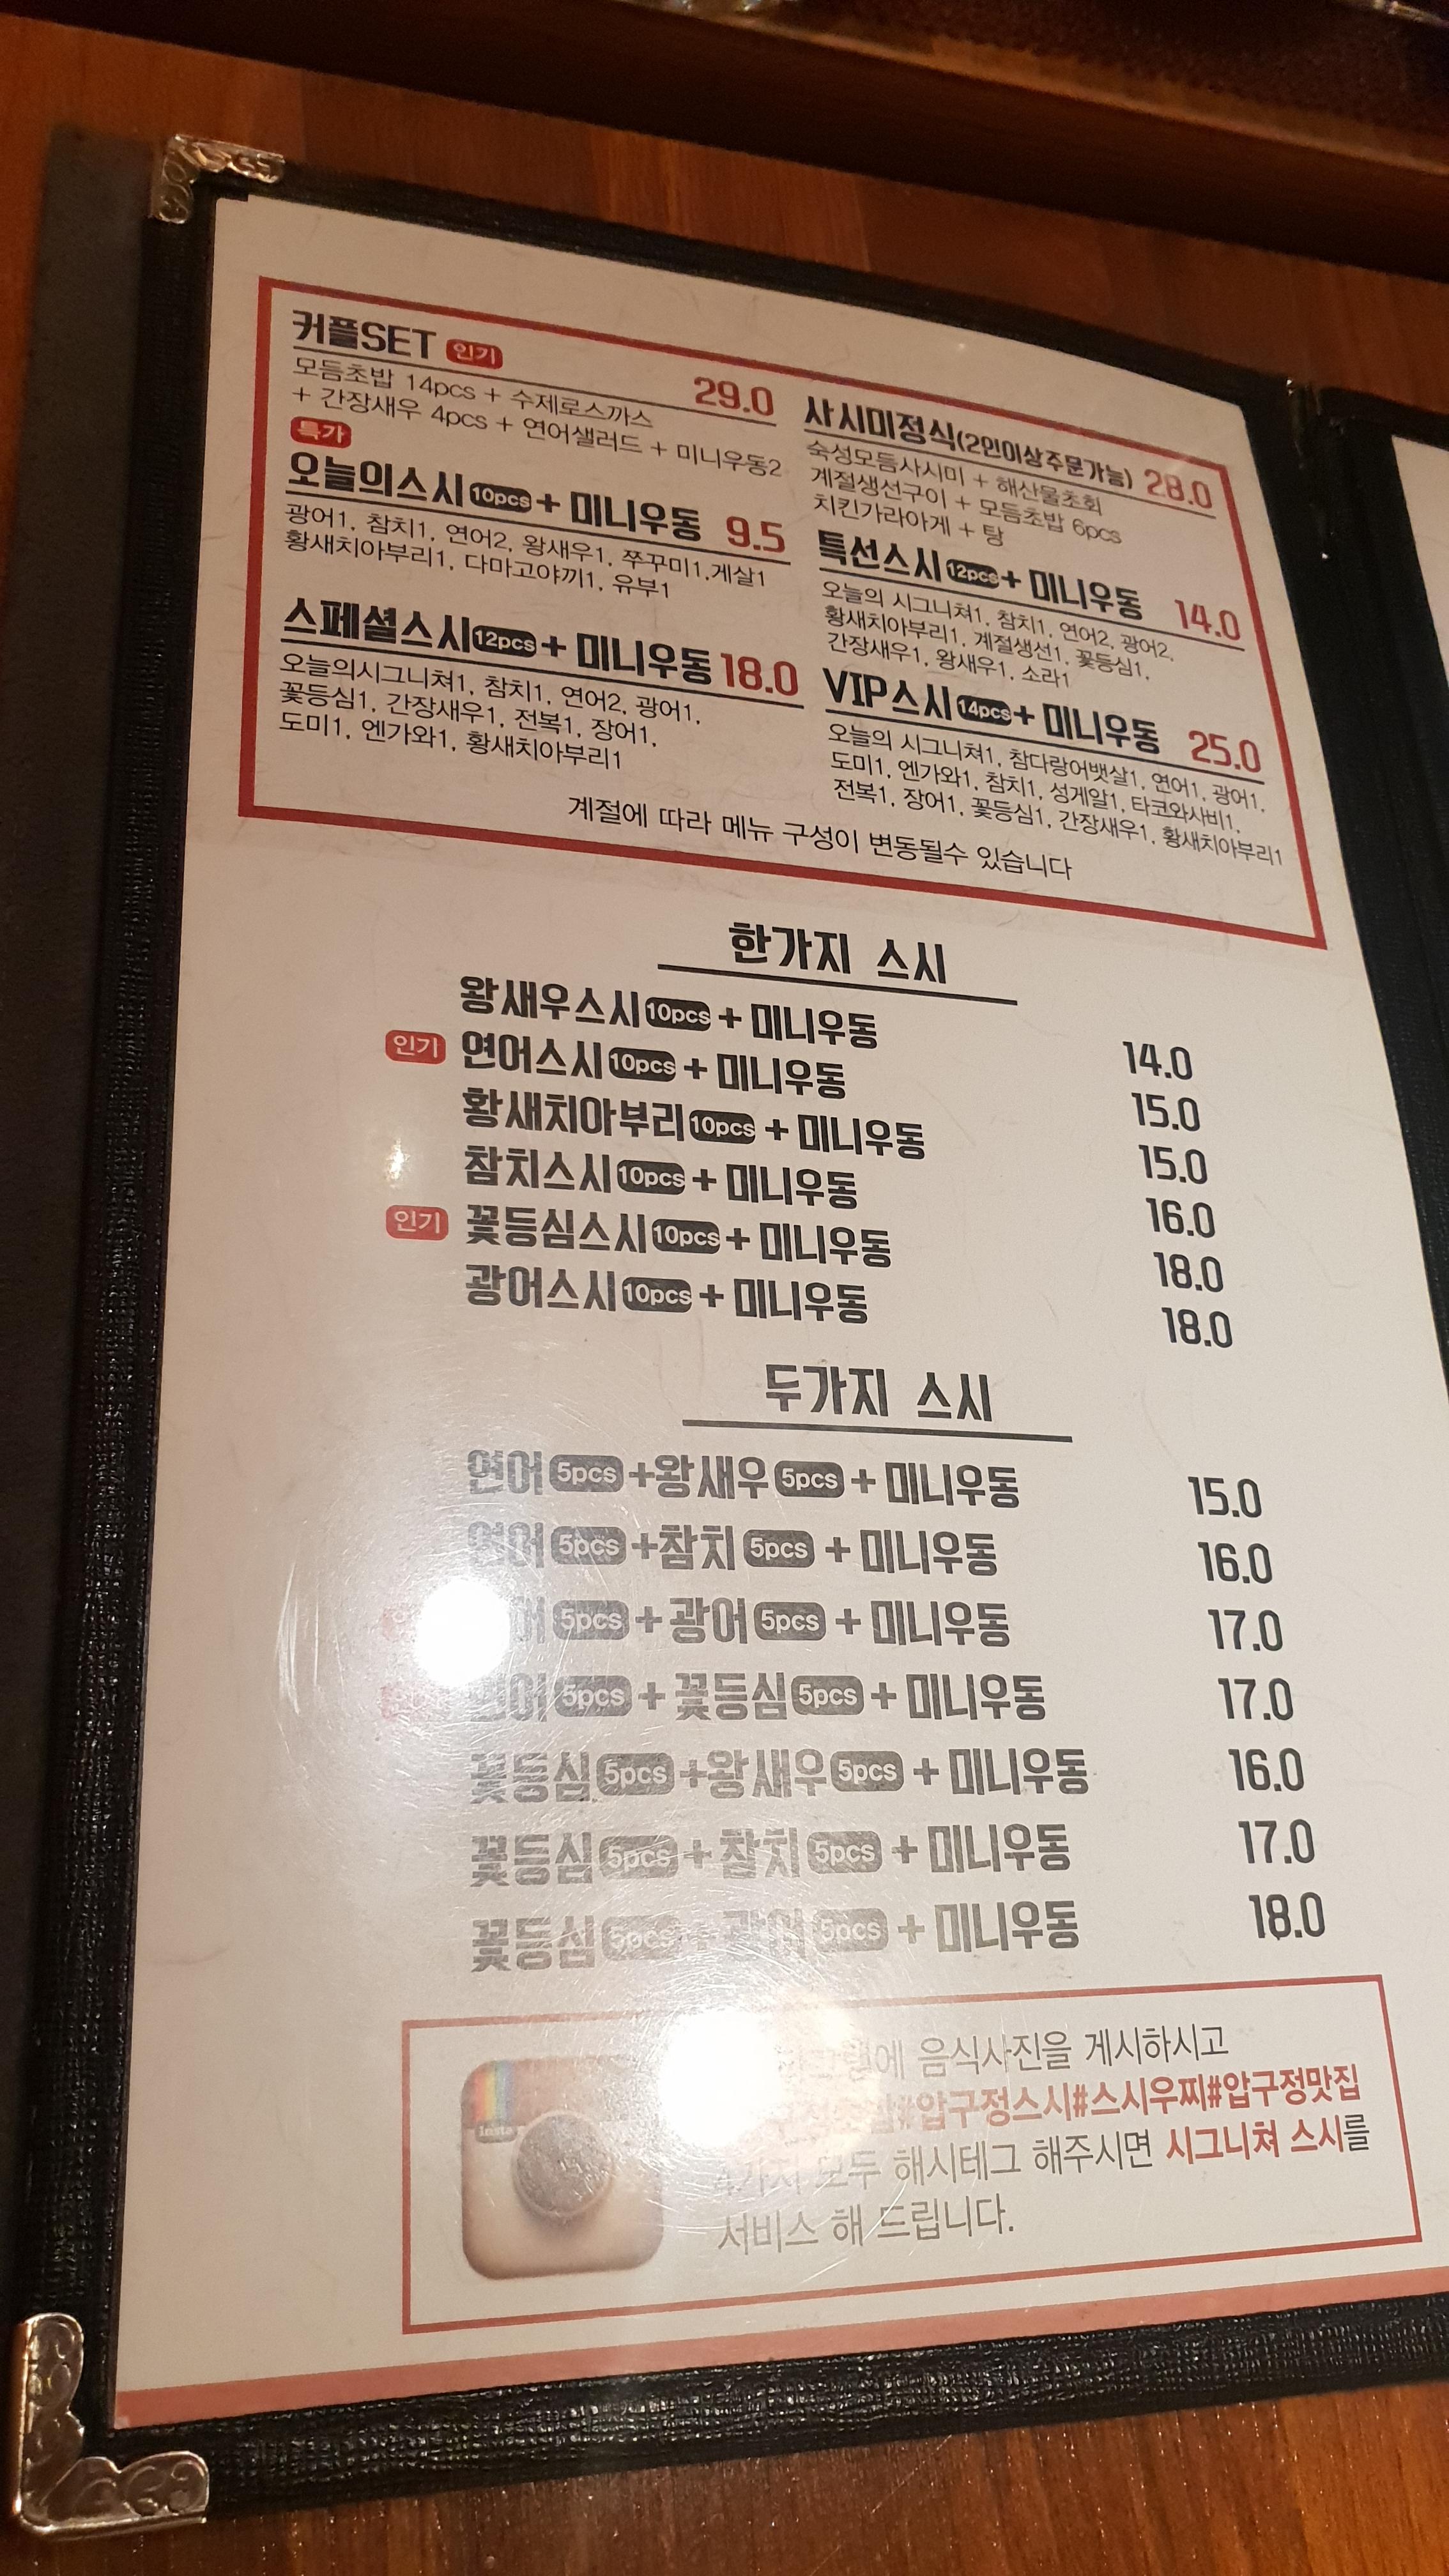 커플SET 인기 29.0
모듬초밥 14pcs + 수제로스까스
+ 간장새우 4pcs + 연어샐러드 + 미니우동2
특가
오늘의스시 10pcs + 미니우동 9.5
광어1, 참치1, 연어2, 왕새우1, 쭈꾸미1,게살1
황새치아부리1, 다마고야끼1, 유부1
스페셜스시 12pcs + 미니우동 18.0
오늘의시그니쳐1, 참치1, 연어2, 광어1,
꽃등심1, 간장새우1, 전복1, 장어1,
도미1, 엔가와1, 황새치아부리1
사시미정식(2인이상주문가능) 28.0
숙성모듬사시미 + 해산물초회
계절생선구이 + 모듬초밥 6pcs
치킨가라아게 + 탕
특선스시 12pcs + 미니우동 14.0
오늘의 시그니쳐1, 참치1, 연어2, 광어2,
황새치아부리1, 계절생선1, 꽃등심1,
간장새우1, 왕새우1, 소라1
VIP스시 14pcs + 미니우동 25.0
오늘의 시그니쳐1, 참다랑어뱃살1, 연어1, 광어1,
도미1, 엔가와1, 참치1, 성게알1, 타코와사비1,
전복1, 장어1, 꽃등심1, 간장새우1, 황새치아부리1
계절에 따라 메뉴 구성이 변동될수 있습니다
한가지 스시
왕새우스시 10pcs + 미니우동 14.0
인기 연어스시 10pcs + 미니우동 15.0
황새치아부리 10pcs + 미니우동 15.0
참치스시 10pcs + 미니우동 16.0
인기 꽃등심스시 10pcs + 미니우동 18.0
광어스시 10pcs + 미니우동 18.0
두가지 스시
연어 5pcs +왕새우 5pcs + 미니우동 15.0
연어 5pcs +참치 5pcs + 미니우동 16.0
5pcs + 광어 5pcs + 미니우동 17.0
연어 5pcs + 꽃등심 5pcs + 미니우동 17.0
꽃등심 5pcs +왕새우 5pcs + 미니우동 16.0
꽃등심 5pcs + 참치 5pcs + 미니우동 17.0
꽃등심 5pcs + 광어 5pcs + 미니우동 18.0
Insta
음식사진을 게시하시고
#압구정스시#스시우찌#압구정맛집
4가지 모두 해시테그 해주시면 시그니쳐 스시를
서비스 해 드립니다.